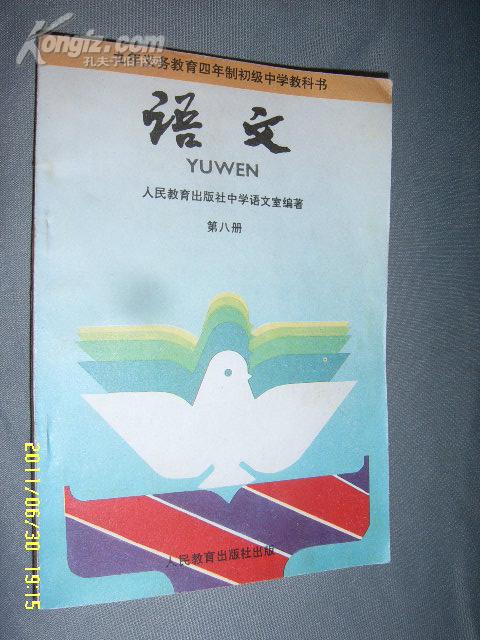 Kongfz.com
孔夫子旧书网
务教育四年制初级中学教科书
语文
YUWEN
人民教育出版社中学语文室编著
第八册
人民教育出版社出版
2011/06/30 19:15